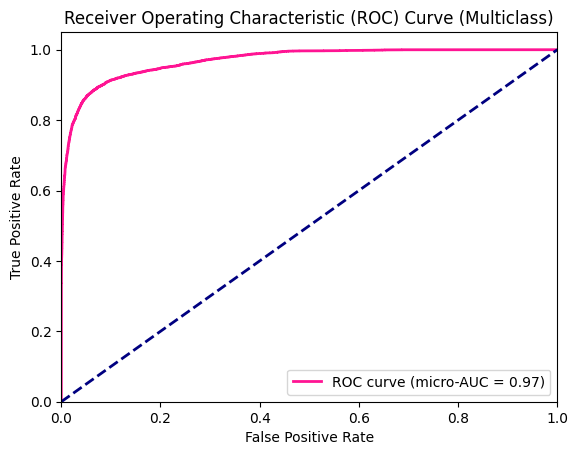 Receiver Operating Characteristic (ROC) Curve (Multiclass)
1.0
0.8
0.6
0.4
0.2
0.0
True Positive Rate
ROC curve (micro-AUC = 0.97)
0.0 0.2 0.4 0.6 0.8 1.0
False Positive Rate